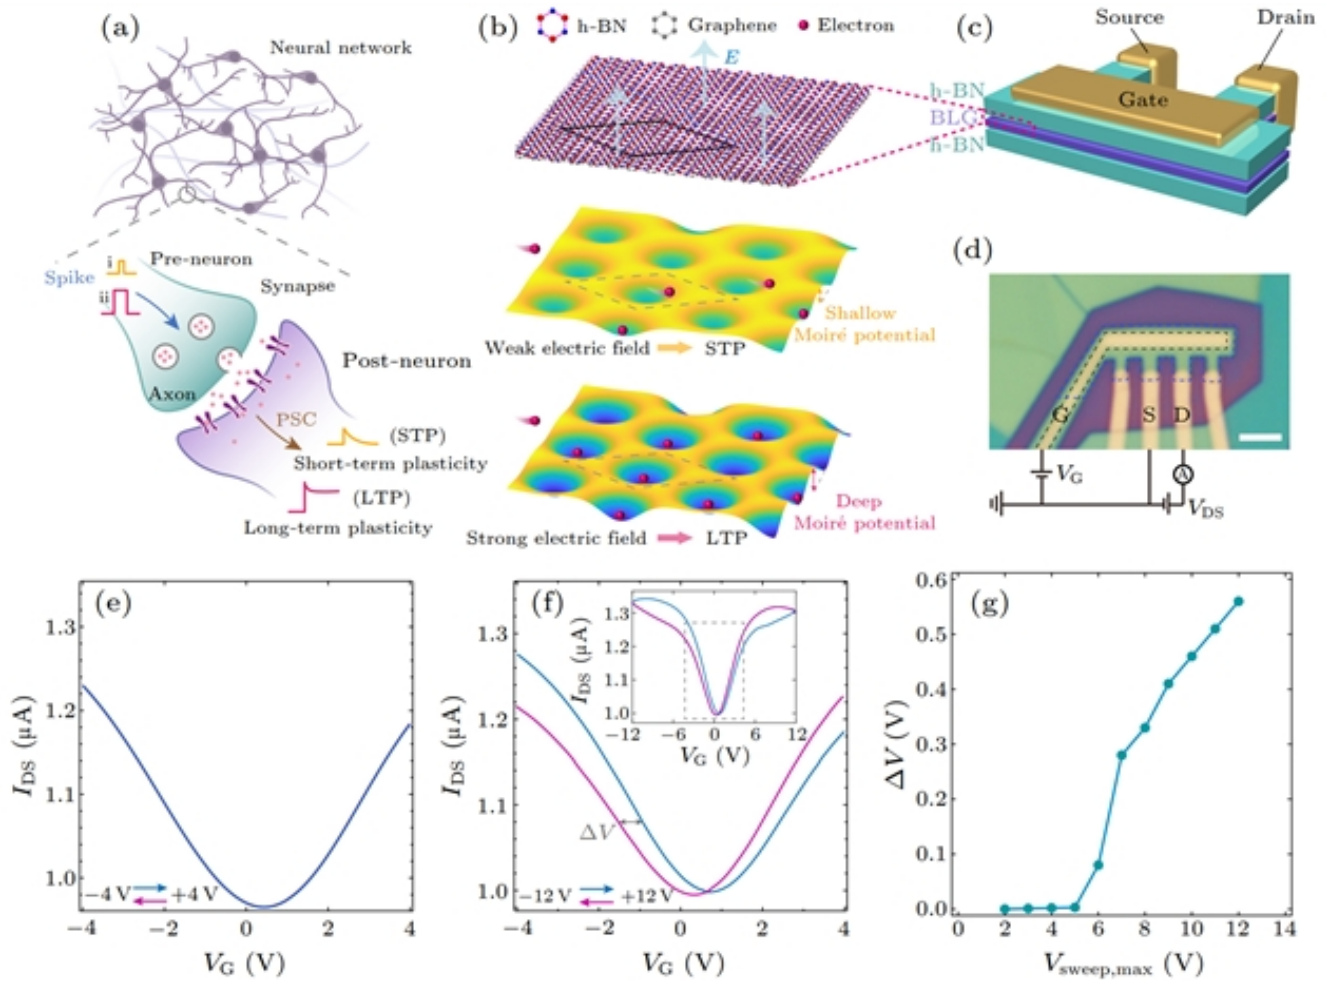 (a)
Neural network
Pre-neuron
Spike
i
ii
Synapse
Post-neuron
Axon
PSC
(STP)
Short-term plasticity
(LTP)
Long-term plasticity
(b)
h-BN
Graphene
Electron
E
Shallow
Moiré potential
Weak electric field
STP
Deep
Moiré potential
Strong electric field
LTP
(c)
Source
Drain
Gate
h-BN
BLG
h-BN
(d)
G
S
D
V_G
A
V_DS
(e)
1.3
1.2
1.1
1.0
I_DS (μA)
−4 V
+4 V
−4 −2 0 2 4
V_G (V)
(f)
1.3
1.2
1.1
1.0
I_DS (μA)
ΔV
−12 V
+12 V
−4 −2 0 2 4
V_G (V)
1.3
1.2
1.1
1.0
I_DS (μA)
−12 −6 0 6 12
V_G (V)
(g)
0.6
0.5
0.4
0.3
0.2
0.1
0.0
ΔV (V)
0 2 4 6 8 10 12 14
V_sweep,max (V)